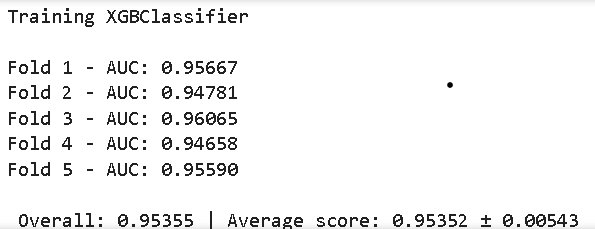 Training XGBClassifier
Fold 1 - AUC: 0.95667
Fold 2 - AUC: 0.94781
Fold 3 - AUC: 0.96065
Fold 4 - AUC: 0.94658
Fold 5 - AUC: 0.95590
Overall: 0.95355 | Average score: 0.95352 ± 0.00543